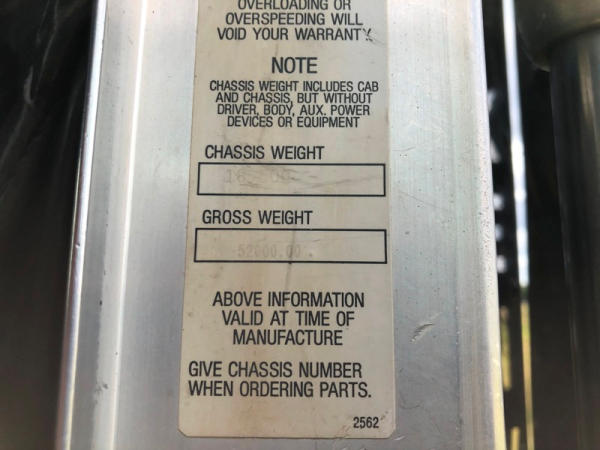 OVERLOADING OR
OVERSPEEDING WILL
VOID YOUR WARRANTY
NOTE
CHASSIS WEIGHT INCLUDES CAB
AND CHASSIS, BUT WITHOUT
DRIVER, BODY, AUX. POWER
DEVICES OR EQUIPMENT
CHASSIS WEIGHT
GROSS WEIGHT
52000.00
ABOVE INFORMATION
VALID AT TIME OF
MANUFACTURE
GIVE CHASSIS NUMBER
WHEN ORDERING PARTS.
2562